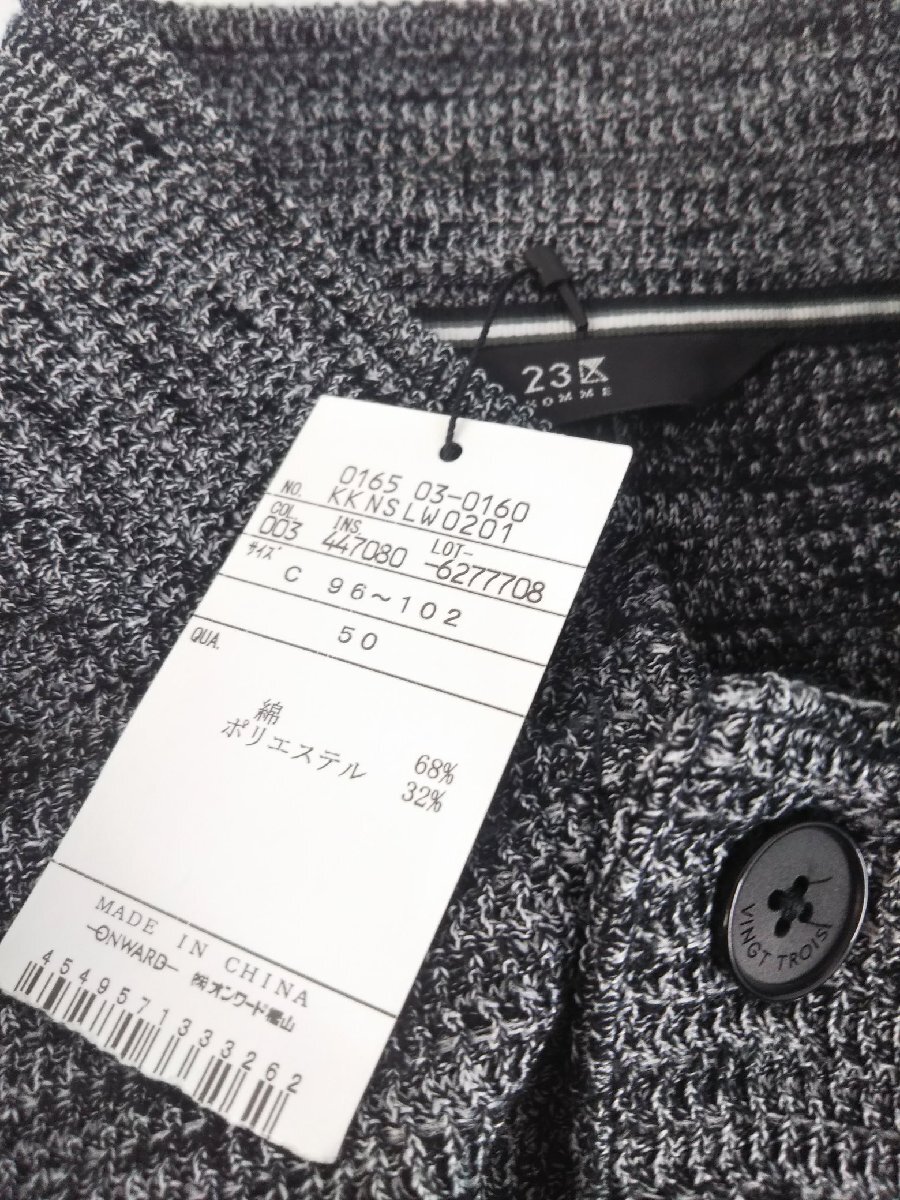 23区
HOMME
0165 03-0160
NO. KKNSLW0201
COL INS LOT-
003 447080 -6277708
サイズ C 96~102
50
QUA.
綿 68%
ポリエステル 32%
MADE IN CHINA
-ONWARD- ㈱オンワード樫山
4549571333262
VINGT TROIS